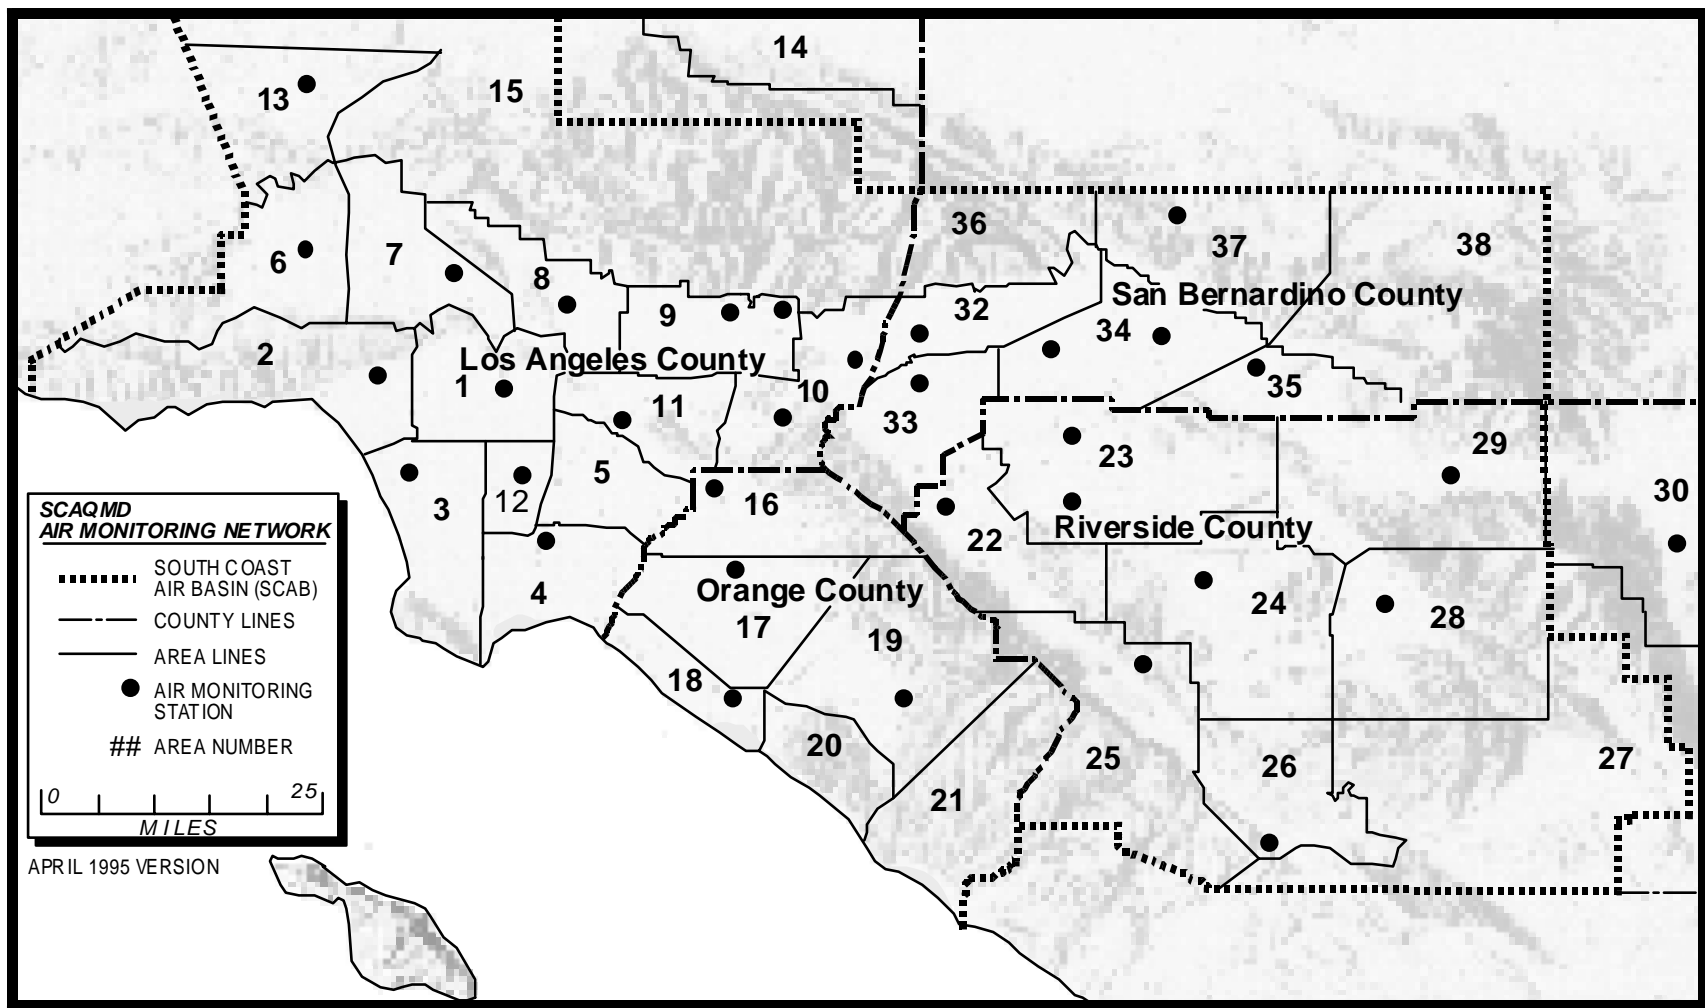 14
13
15
36
37
38
6
7
8
San Bernardino County
9
32
34
2
Los Angeles County
1
10
35
11
33
29
23
5
30
3
12
16
Riverside County
22
Orange County
4
24
28
17
19
18
20
25
26
27
21
SCAQMD
AIR MONITORING NETWORK
SOUTH COAST
AIR BASIN (SCAB)
COUNTY LINES
AREA LINES
AIR MONITORING
STATION
## AREA NUMBER
0 25
MILES
APRIL 1995 VERSION